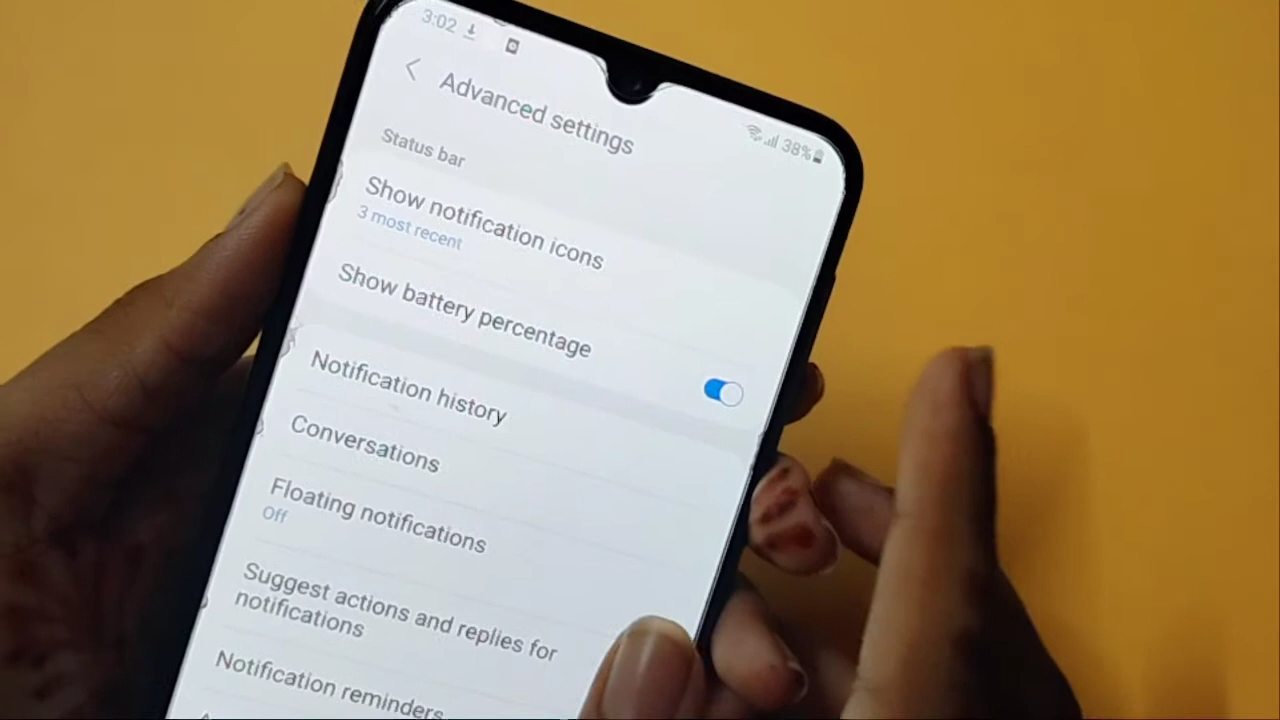 3:02
38%
Advanced settings
Status bar
Show notification icons
3 most recent
Show battery percentage
Notification history
Conversations
Floating notifications
Off
Suggest actions and replies for
notifications
Notification reminders